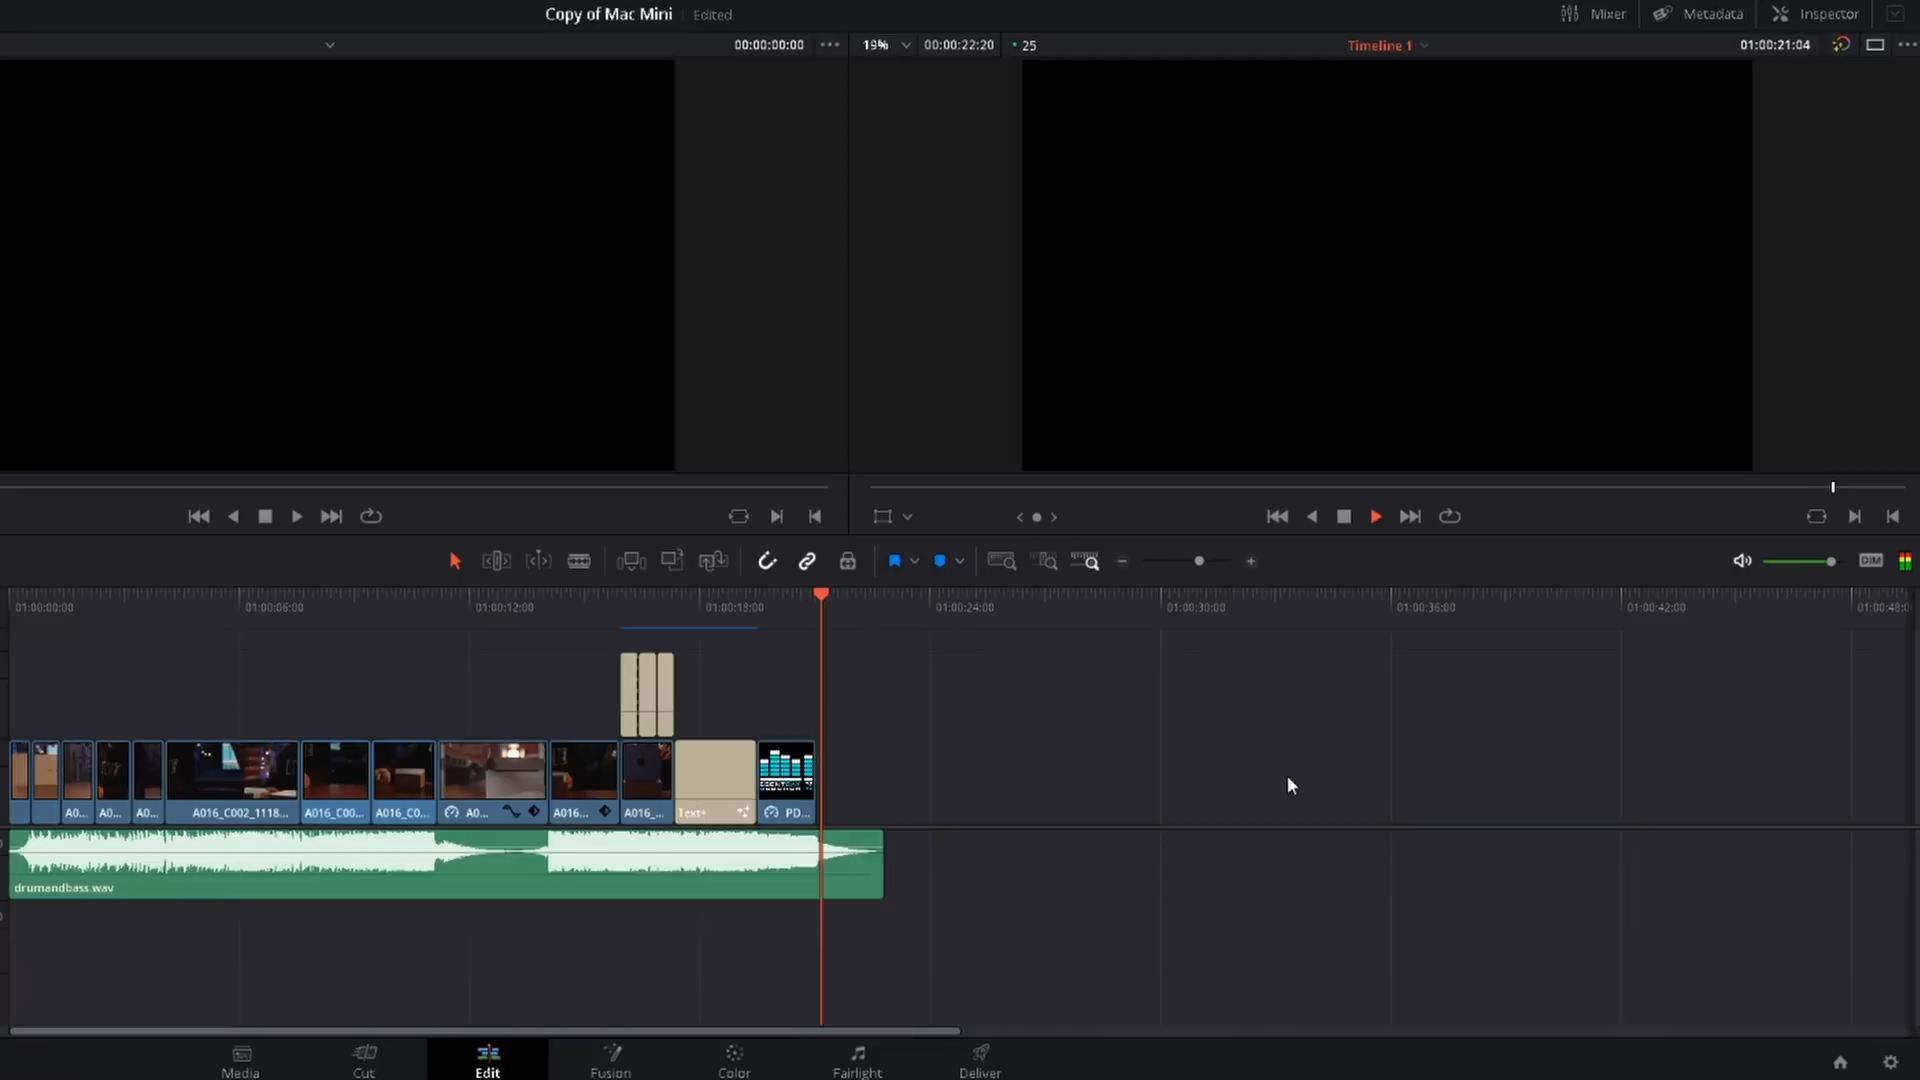 Copy of Mac Mini Edited
Mixer Metadata Inspector
00:00:00:00 ••• 19% 00:00:22:20 • 25 Timeline 1 01:00:21:04 •••
DIM
01:00:00:00 01:00:06:00 01:00:12:00 01:00:18:00 01:00:24:00 01:00:30:00 01:00:36:00 01:00:42:00 01:00:48:0
A0... A0... A0... A016_C002_1118... A016_C00... A016_C0... A0... A016... A016_... Text+ PD...
drumandbass.wav
Media Cut Edit Fusion Color Fairlight Deliver